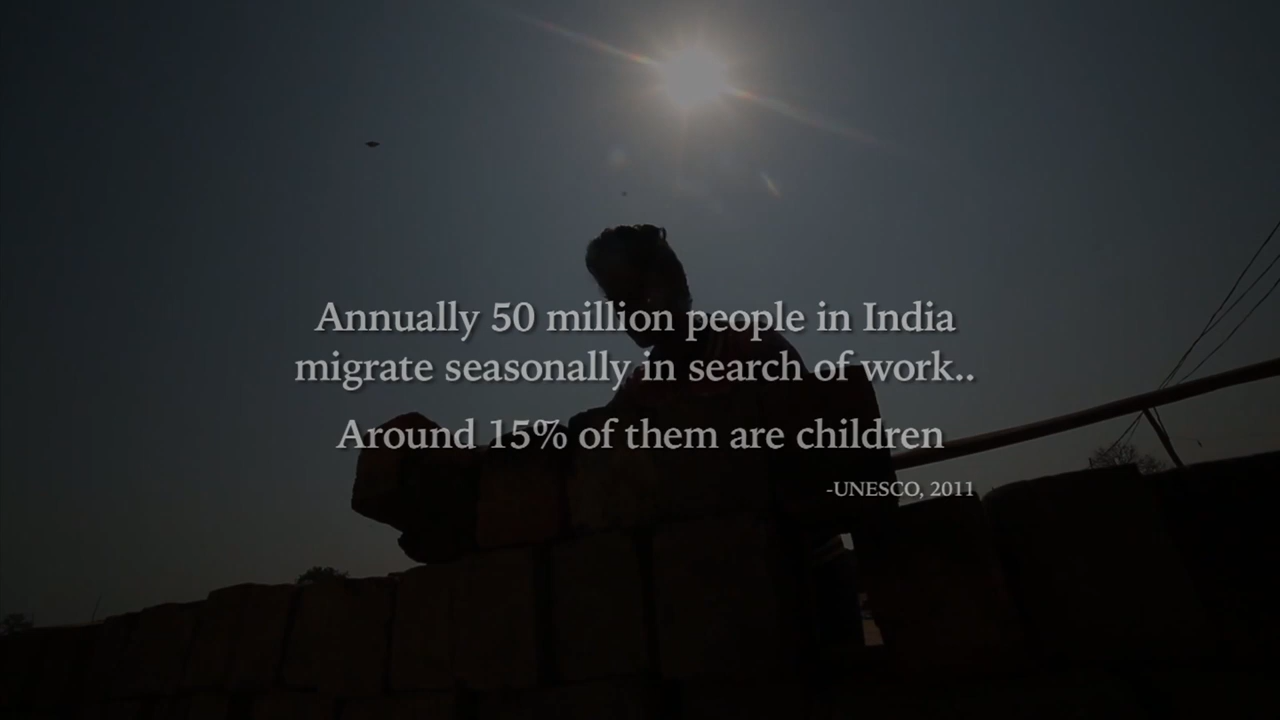 Annually 50 million people in India
migrate seasonally in search of work..
Around 15% of them are children
-UNESCO, 2011